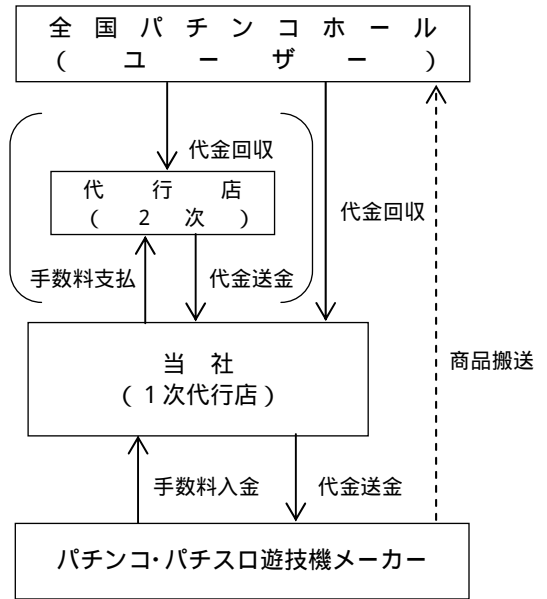 全国パチンコホール
(ユーザー)
代金回収
代行店
(2次)
代金回収
手数料支払
代金送金
当社
(1次代行店)
商品搬送
手数料入金
代金送金
パチンコ・パチスロ遊技機メーカー